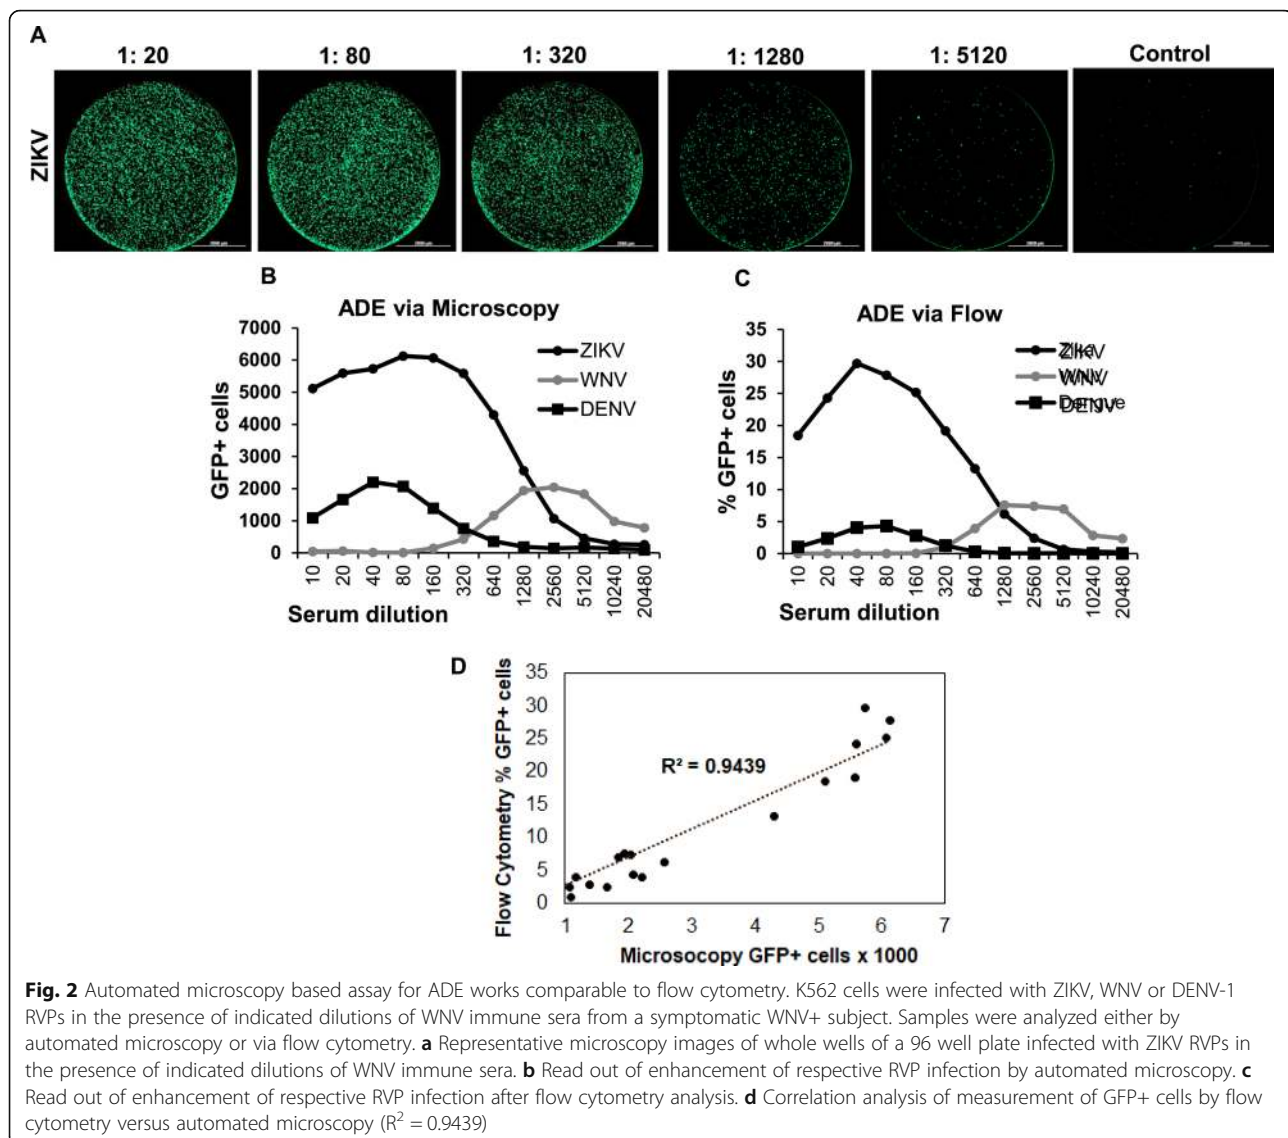 A
1: 20 1: 80 1: 320 1: 1280 1: 5120 Control
ZIKV
B
ADE via Microscopy
7000
6000
5000
4000
3000
2000
1000
0
GFP+ cells
ZIKV
WNV
DENV
10 20 40 80 160 320 640 1280 2560 5120 10240 20480
Serum dilution
C
ADE via Flow
35
30
25
20
15
10
5
0
% GFP+ cells
ZIKV
WNV
DENV
10 20 40 80 160 320 640 1280 2560 5120 10240 20480
Serum dilution
D
35
30
25
20
15
10
5
0
Flow Cytometry % GFP+ cells
R² = 0.9439
1 2 3 4 5 6 7
Microsocopy GFP+ cells x 1000
Fig. 2 Automated microscopy based assay for ADE works comparable to flow cytometry. K562 cells were infected with ZIKV, WNV or DENV-1
RVPs in the presence of indicated dilutions of WNV immune sera from a symptomatic WNV+ subject. Samples were analyzed either by
automated microscopy or via flow cytometry. a Representative microscopy images of whole wells of a 96 well plate infected with ZIKV RVPs in
the presence of indicated dilutions of WNV immune sera. b Read out of enhancement of respective RVP infection by automated microscopy. c
Read out of enhancement of respective RVP infection after flow cytometry analysis. d Correlation analysis of measurement of GFP+ cells by flow
cytometry versus automated microscopy (R² = 0.9439)